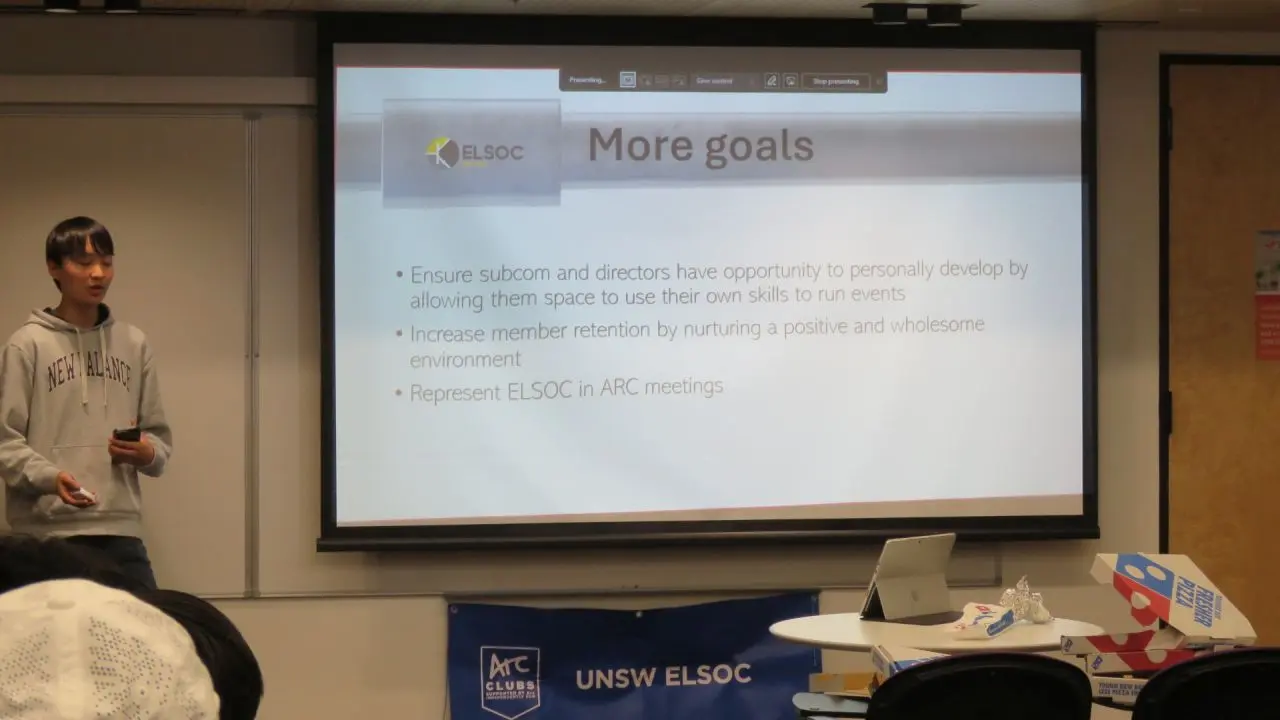 Presenting...
Give control
Stop presenting
ELSOC
More goals
• Ensure subcom and directors have opportunity to personally develop by
allowing them space to use their own skills to run events
• Increase member retention by nurturing a positive and wholesome
environment
• Represent ELSOC in ARC meetings
NEW BALANCE
Arc
CLUBS
UNSW ELSOC
PIZZA